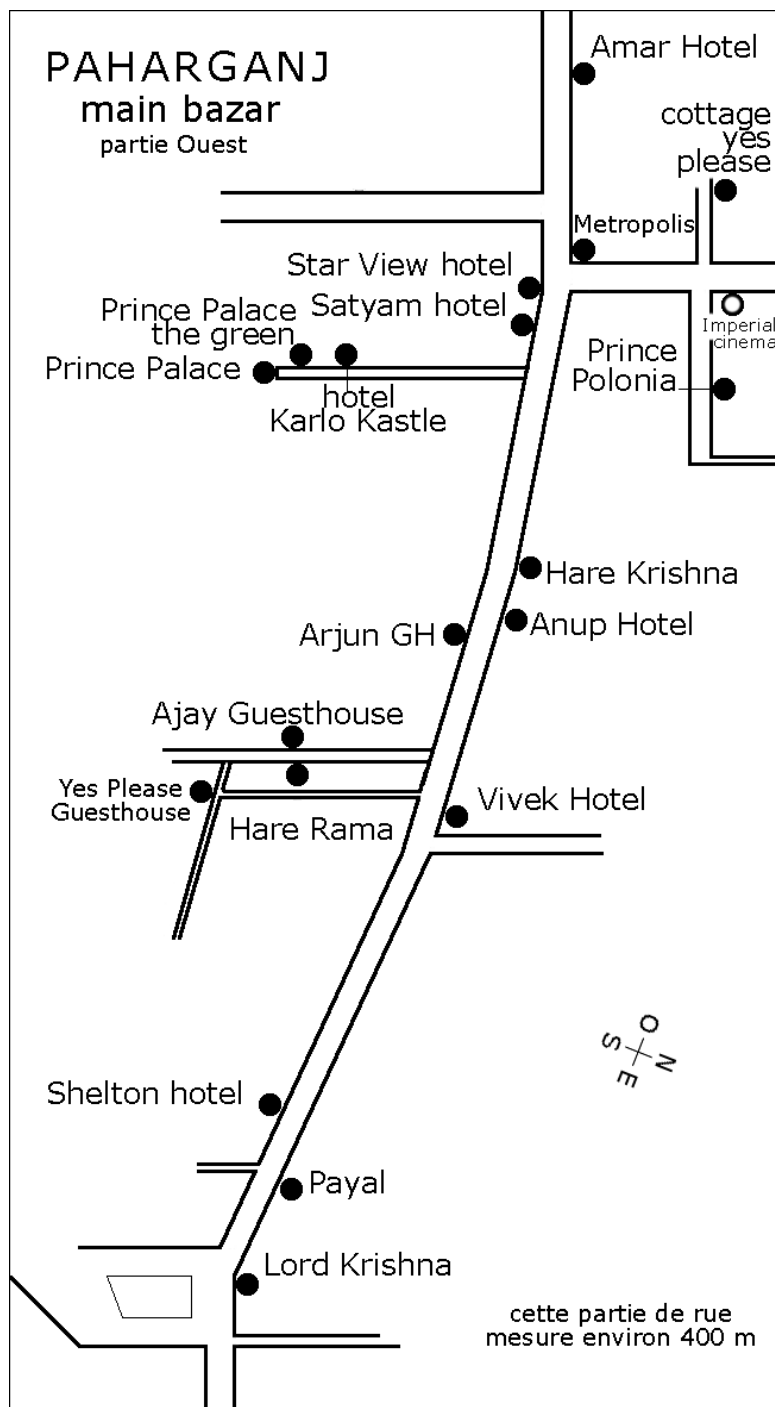 PAHARGANJ
main bazar
partie Ouest
Amar Hotel
cottage
yes
please
Metropolis
Star View hotel
Satyam hotel
Prince Palace
the green
Prince Palace
hotel
Karlo Kastle
Imperial
cinema
Prince
Polonia
Hare Krishna
Anup Hotel
Arjun GH
Ajay Guesthouse
Yes Please
Guesthouse
Hare Rama
Vivek Hotel
O
S
N
E
Shelton hotel
Payal
Lord Krishna
cette partie de rue
mesure environ 400 m